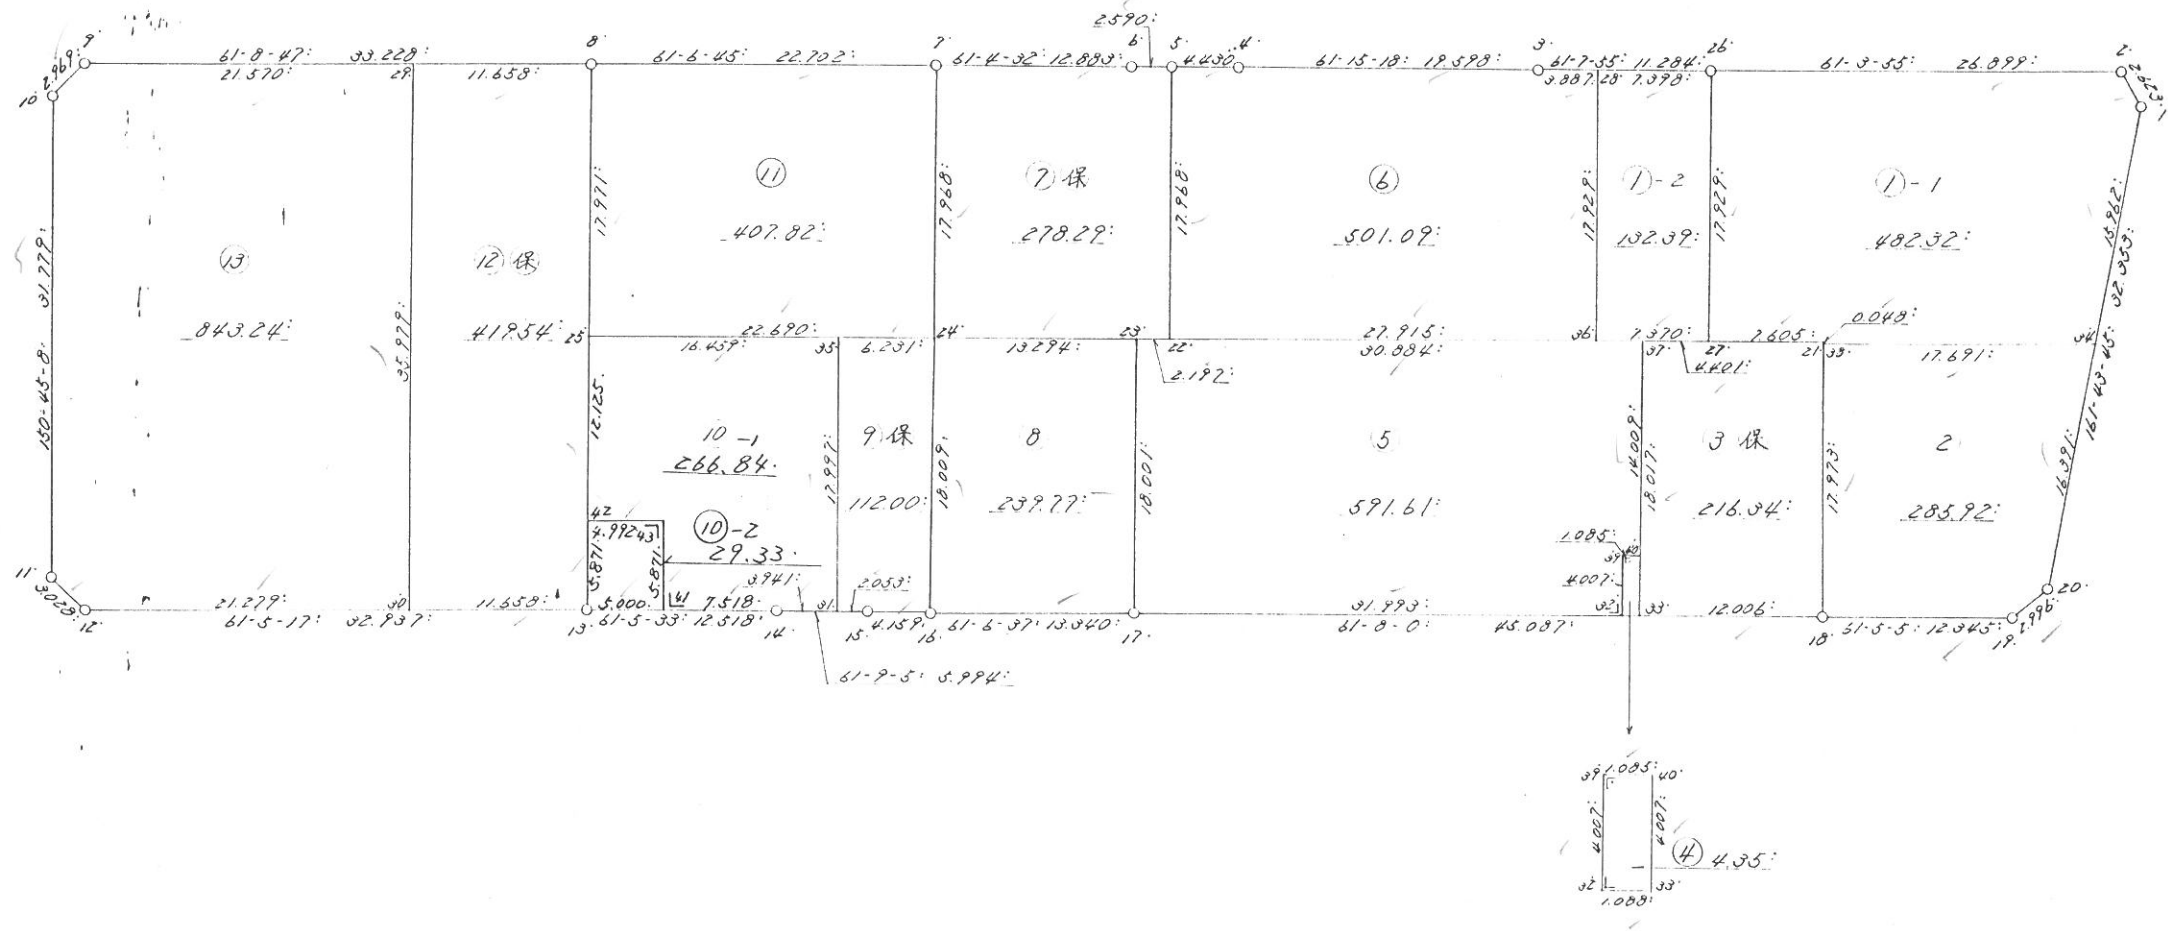 2.590:
9. 61-8-47: 33.228: 8. 61-6-45: 22.702: 7. 61-4-32: 12.883: 6. 5. 4.430: 4. 61-15-18: 19.598: 3. 61-7-55: 11.284: 26. 61-3-55: 26.899: 2.
2.969: 21.570: 29. 11.658: 3.887: 28. 7.398: 2.623: 1
10.
⑪ ⑦保 ⑥ ①-2 ①-1
17.971: 17.968: 17.968: 17.929: 17.929: 15.962:
407.82: 278.29: 501.09: 132.39: 482.32:
⑬ ⑫保
150-45-8: 31.779: 161-43-45: 32.353:
843.24: 35.979: 419.54: 25. 22.690: 24. 23. 27.915: 36. 7.370: 7.605: 0.048: 34.
16.459: 35. 6.231: 13.294: 22. 30.884: 37. 27. 21. 38. 17.691:
2.192: 4.401:
12.125.
10-1 9保 8 5 3保 2
266.84. 17.997: 18.009: 18.001: 14.009: 18.017: 17.973: 16.391:
112.00: 239.77: 591.61: 216.34: 285.92:
42 ⑩-2
4.992 43 29.33. 1.085:
39. 40.
5.871: 5.871: 3.941: 2.053: 4.007: 20.
11. 3.028: 21.279: 30. 11.658: 5.000. 41 7.518. 31. 31.993: 32. 33. 12.006: 2.996:
12. 61-5-17: 32.937: 13. 61-5-33: 12.518: 14. 15. 4.159: 16. 61-6-37: 13.340: 17. 61-8-0: 45.087: 18. 61-5-5: 12.345: 19.
61-9-5: 5.994:
39. 1.085: 40.
4.007: 4.007:
④ 4.35:
32. 33.
1.088: